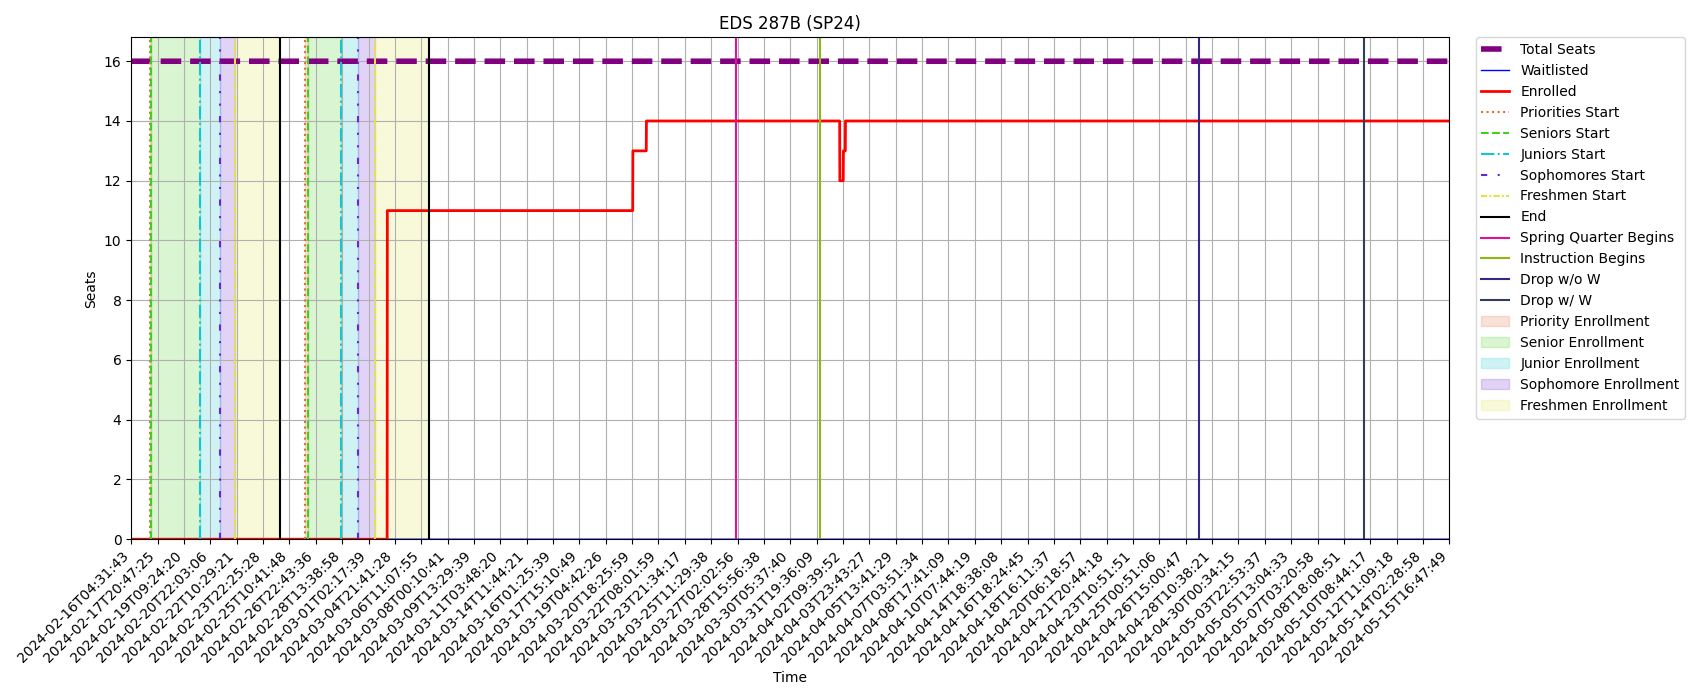 EDS 287B (SP24)
16
14
12
10
8
6
4
2
0
Seats
2024-02-16T04:31:43
2024-02-17T20:47:25
2024-02-19T09:24:20
2024-02-20T22:03:06
2024-02-22T10:29:21
2024-02-23T22:25:28
2024-02-25T10:41:48
2024-02-26T22:43:36
2024-02-28T13:38:58
2024-03-01T02:17:39
2024-03-04T21:41:28
2024-03-06T11:07:55
2024-03-08T00:10:41
2024-03-09T13:29:39
2024-03-11T03:48:20
2024-03-14T11:44:21
2024-03-16T01:25:39
2024-03-17T15:10:49
2024-03-19T04:42:26
2024-03-20T18:25:59
2024-03-22T08:01:59
2024-03-23T21:34:17
2024-03-25T11:29:38
2024-03-27T02:02:56
2024-03-28T15:56:38
2024-03-30T05:37:40
2024-03-31T19:36:09
2024-04-02T09:39:52
2024-04-03T23:43:27
2024-04-05T13:41:29
2024-04-07T03:51:34
2024-04-08T17:41:09
2024-04-10T07:44:19
2024-04-14T18:38:08
2024-04-16T18:24:45
2024-04-18T16:11:37
2024-04-20T06:18:57
2024-04-21T20:44:18
2024-04-23T10:51:51
2024-04-25T00:51:06
2024-04-26T15:00:47
2024-04-28T10:38:21
2024-04-30T00:34:15
2024-05-03T22:53:37
2024-05-05T13:04:33
2024-05-07T03:20:58
2024-05-08T18:08:51
2024-05-10T08:44:17
2024-05-12T11:09:18
2024-05-14T02:28:58
2024-05-15T16:47:49
Time
Total Seats
Waitlisted
Enrolled
Priorities Start
Seniors Start
Juniors Start
Sophomores Start
Freshmen Start
End
Spring Quarter Begins
Instruction Begins
Drop w/o W
Drop w/ W
Priority Enrollment
Senior Enrollment
Junior Enrollment
Sophomore Enrollment
Freshmen Enrollment